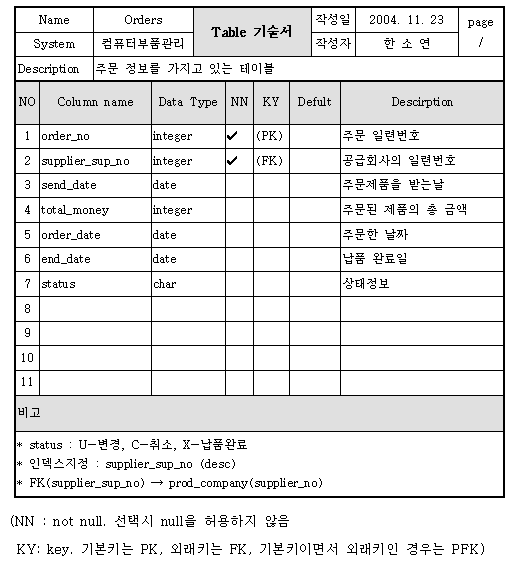 Name Orders Table 기술서 작성일 2004. 11. 23 page
System 컴퓨터부품관리 작성자 한 소 연 /
Description 주문 정보를 가지고 있는 테이블
NO Column name Data Type NN KY Defult Descirption
1 order_no integer ✔ (PK) 주문 일련번호
2 supplier_sup_no integer ✔ (FK) 공급회사의 일련번호
3 send_date date 주문제품을 받는날
4 total_money integer 주문된 제품의 총 금액
5 order_date date 주문한 날짜
6 end_date date 납품 완료일
7 status char 상태정보
8
9
10
11
비고
* status : U-변경, C-취소, X-납품완료
* 인덱스지정 : supplier_sup_no (desc)
* FK(supplier_sup_no) → prod_company(supplier_no)
(NN : not null. 선택시 null을 허용하지 않음
KY: key. 기본키는 PK, 외래키는 FK, 기본키이면서 외래키인 경우는 PFK)